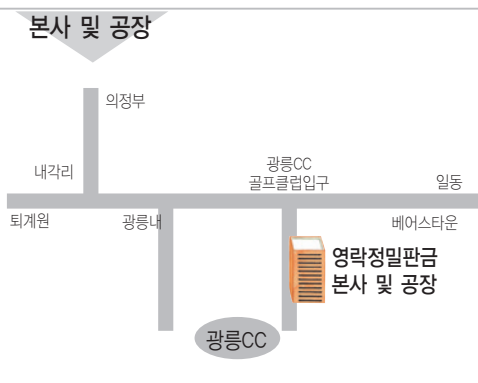 본사 및 공장
의정부
내각리
광릉CC
골프클럽입구
일동
퇴계원
광릉내
베어스타운
영락정밀판금
본사 및 공장
광릉CC